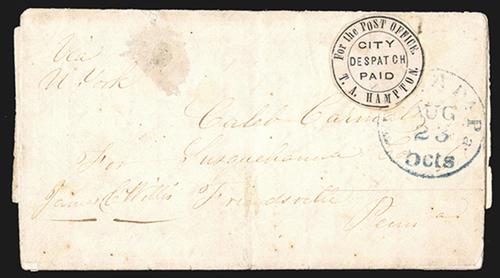 Via
N York
For the POST OFFICE.
CITY
DESPATCH
PAID
T. A. HAMPTON.
Pa
AUG
23
5cts
Caleb
For Susquehanna
James C Willis Friendsville
Penn